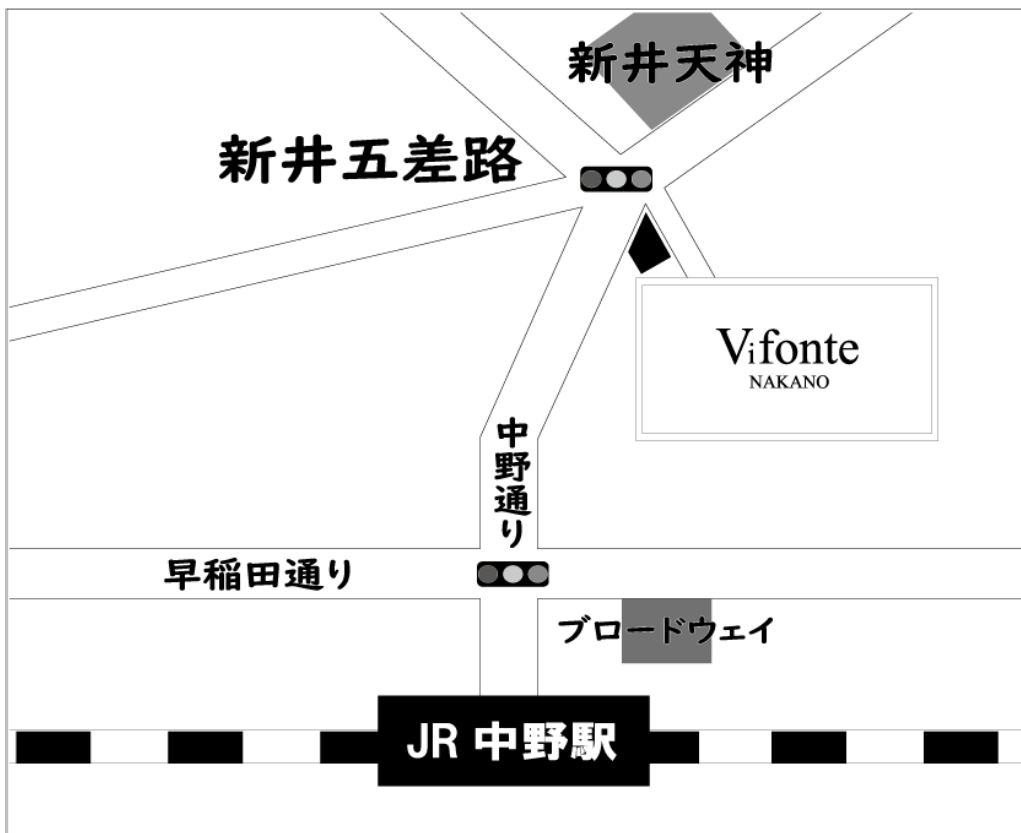 新井天神
新井五差路
Vifonte
NAKANO
中野通り
早稲田通り
ブロードウェイ
JR 中野駅